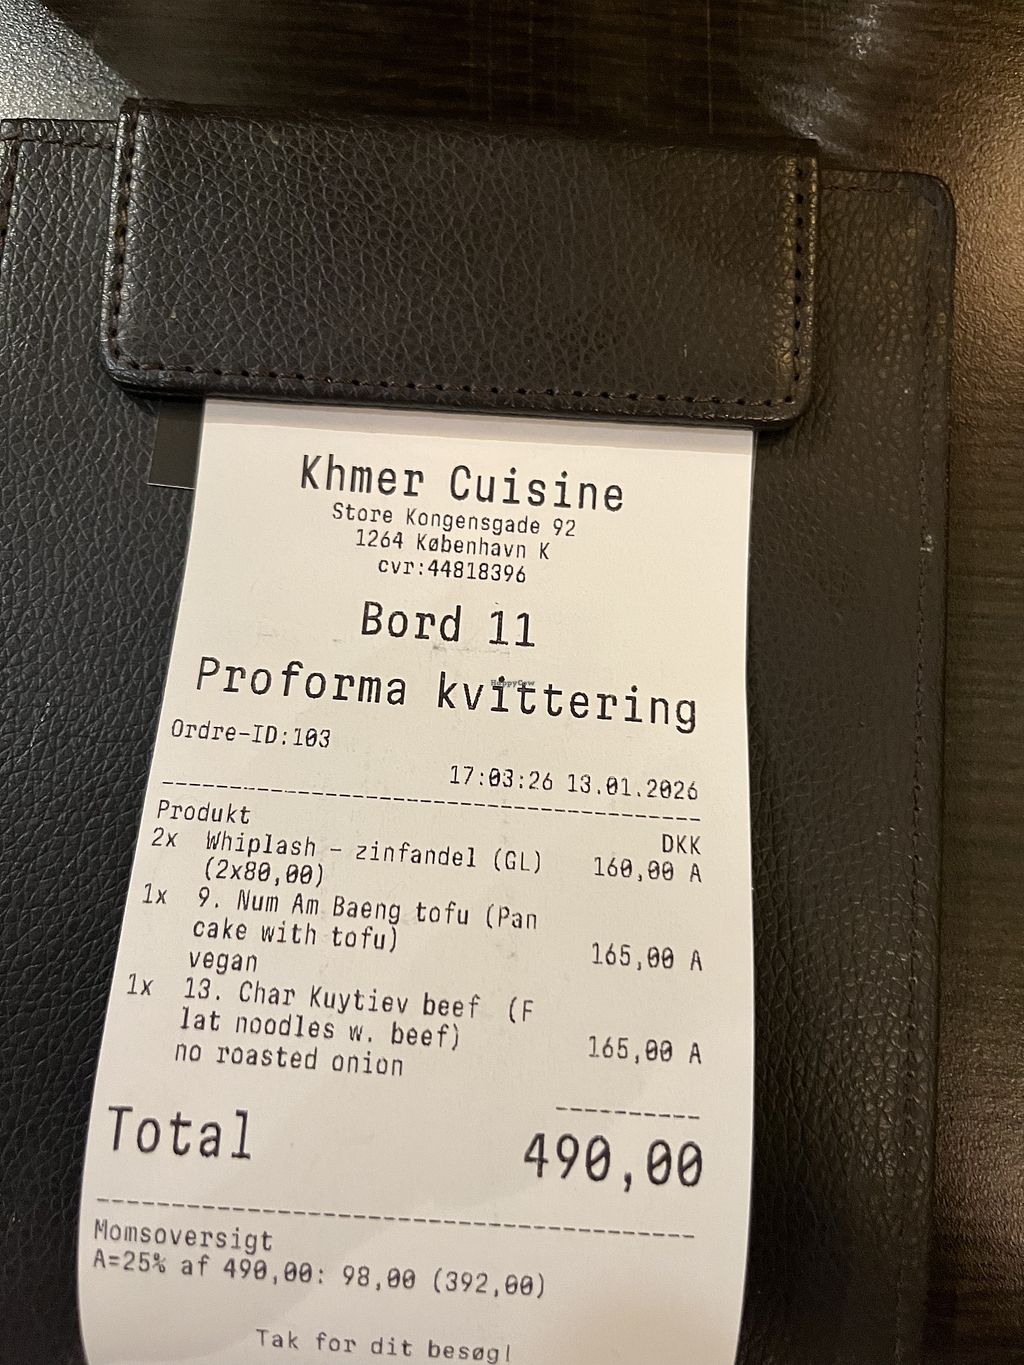 Khmer Cuisine
Store Kongensgade 92
1264 København K
cvr:44818396
Bord 11
Proforma kvittering
HappyCow
Ordre-ID:103
17:03:26 13.01.2026
Produkt DKK
2x Whiplash - zinfandel (GL) 160,00 A
(2x80,00)
1x 9. Num Am Baeng tofu (Pan
cake with tofu) 165,00 A
vegan
1x 13. Char Kuytiev beef (F
lat noodles w. beef) 165,00 A
no roasted onion
Total 490,00
Momsoversigt
A=25% af 490,00: 98,00 (392,00)
Tak for dit besøg!